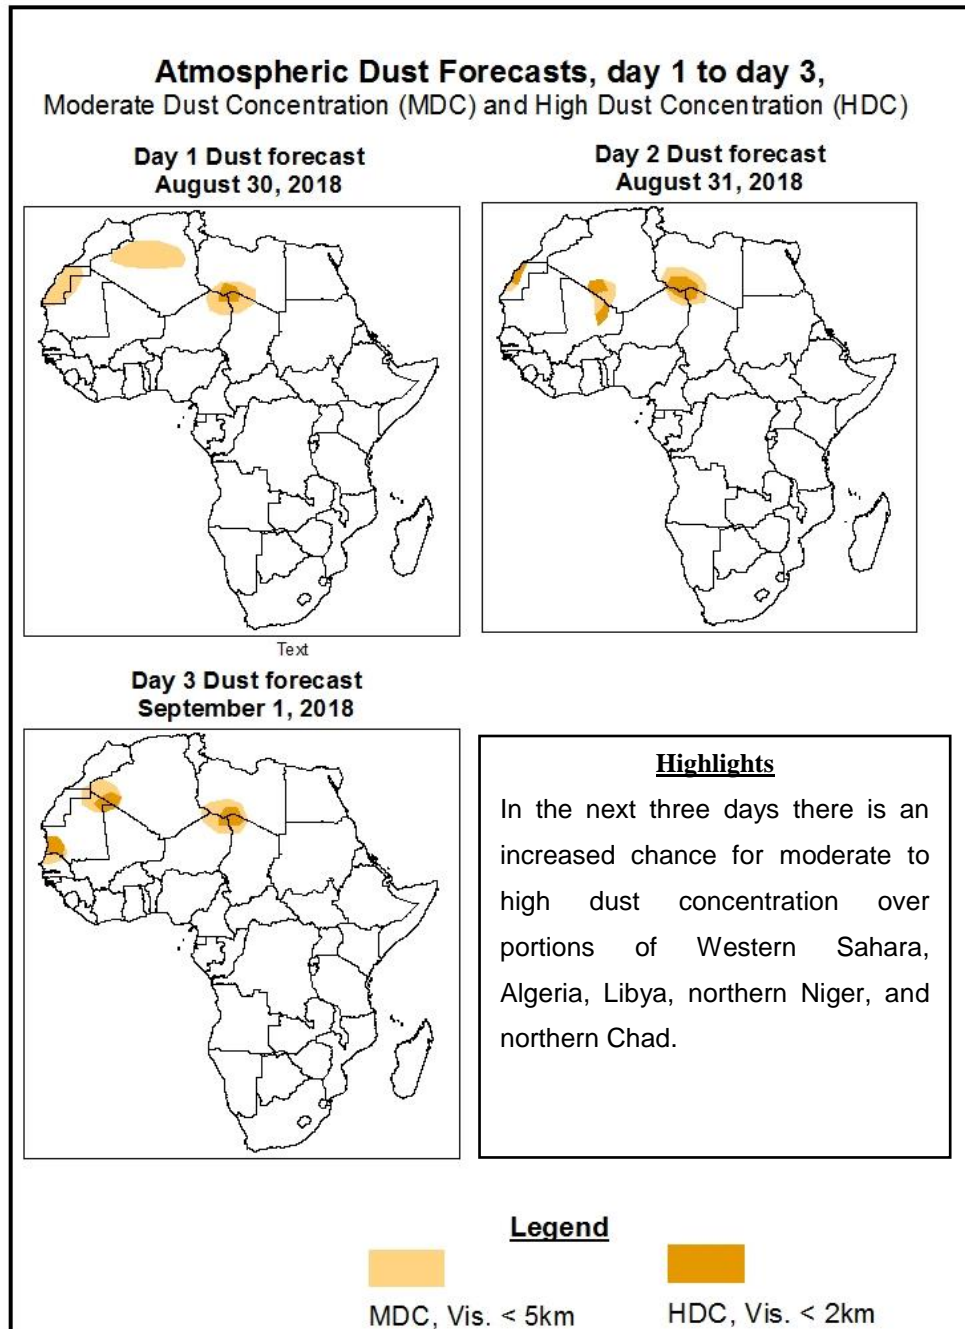 Atmospheric Dust Forecasts, day 1 to day 3,
Moderate Dust Concentration (MDC) and High Dust Concentration (HDC)
Day 1 Dust forecast
August 30, 2018
Day 2 Dust forecast
August 31, 2018
Text
Day 3 Dust forecast
September 1, 2018
Highlights
In the next three days there is an
increased chance for moderate to
high dust concentration over
portions of Western Sahara,
Algeria, Libya, northern Niger, and
northern Chad.
Legend
MDC, Vis. < 5km
HDC, Vis. < 2km